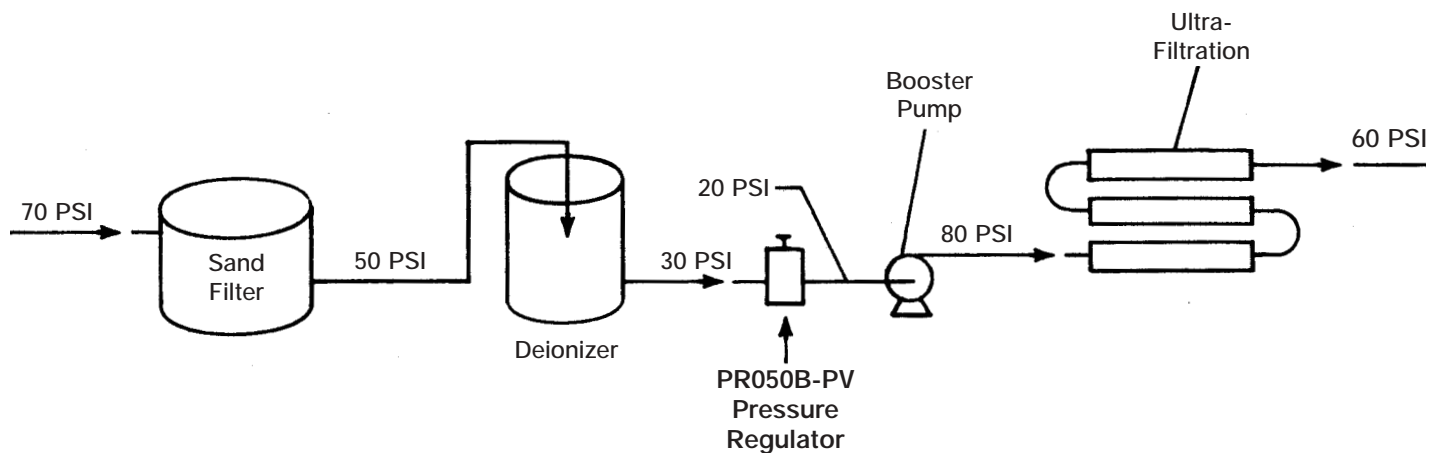 Ultra-
Filtration
Booster
Pump
60 PSI
20 PSI
70 PSI
80 PSI
Sand
Filter
50 PSI
30 PSI
Deionizer
PR050B-PV
Pressure
Regulator